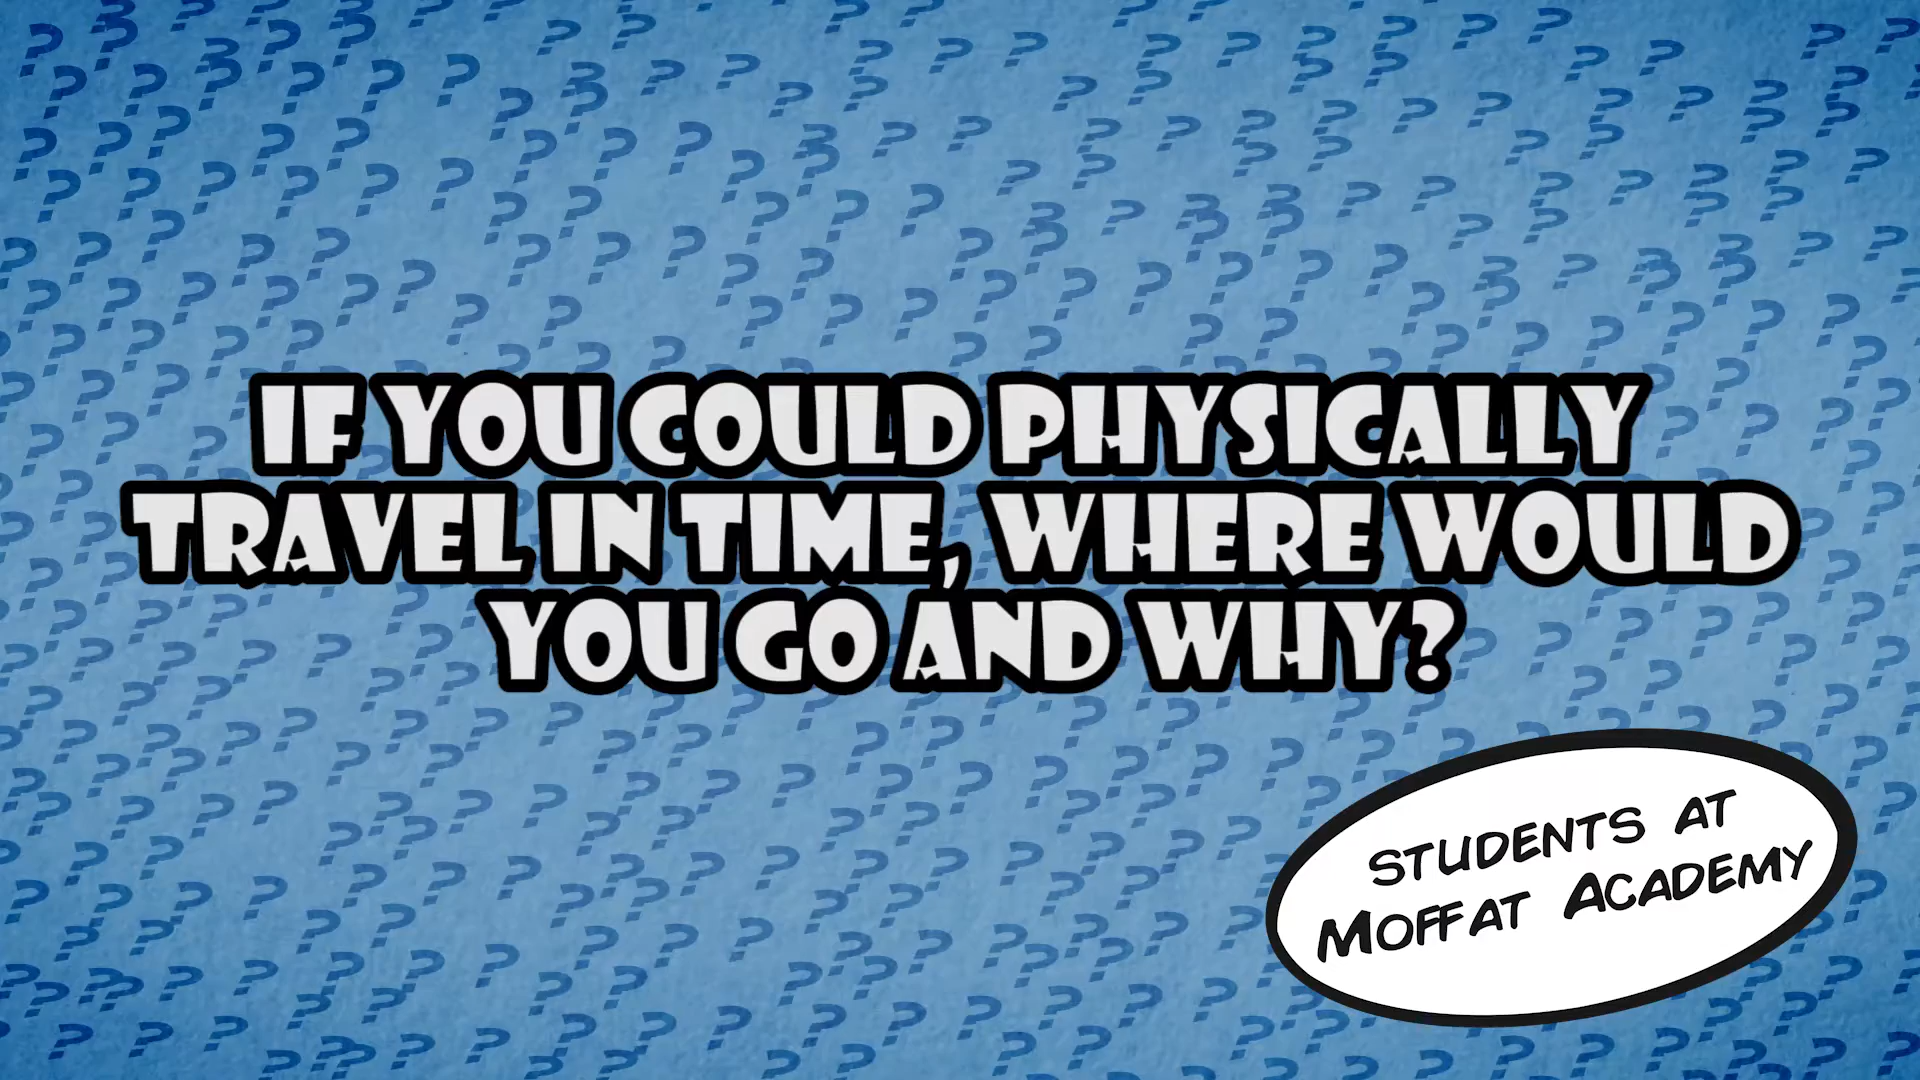 IF YOU COULD PHYSICALLY
TRAVEL IN TIME, WHERE WOULD
YOU GO AND WHY?
STUDENTS AT
MOFFAT ACADEMY